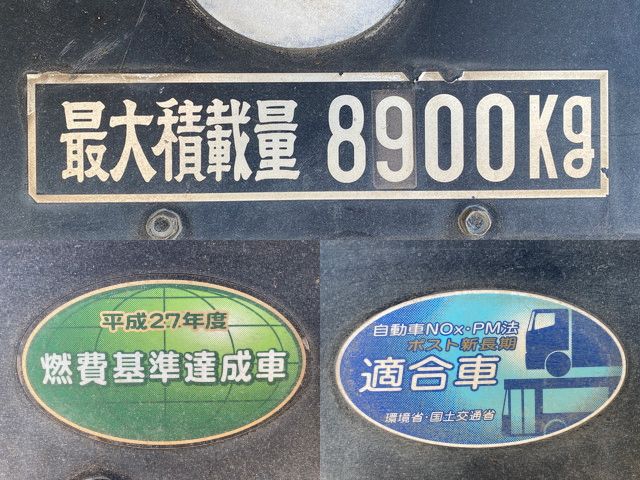 最大積載量 8900Kg
平成27年度
燃費基準達成車
自動車NOx・PM法
ポスト新長期
適合車
環境省・国土交通省